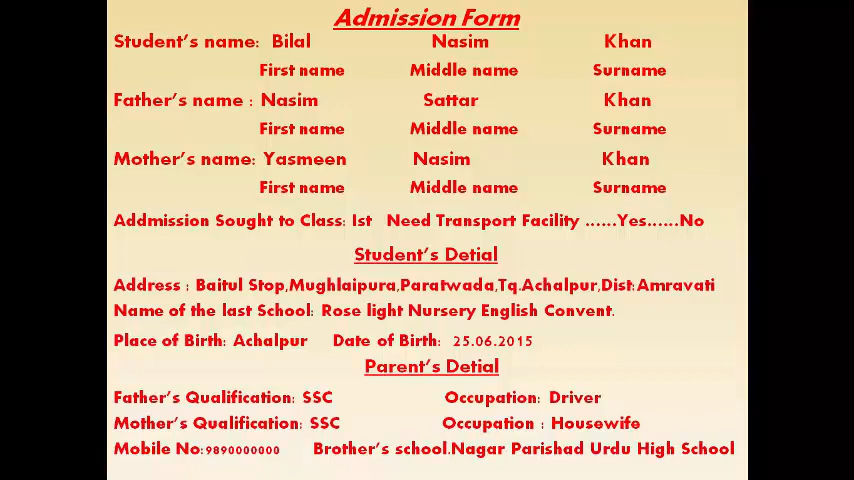 Admission Form
Student's name: Bilal Nasim Khan
First name Middle name Surname
Father's name : Nasim Sattar Khan
First name Middle name Surname
Mother's name: Yasmeen Nasim Khan
First name Middle name Surname
Addmission Sought to Class: Ist Need Transport Facility ......Yes......No
Student's Detial
Address : Baitul Stop,Mughlaipura,Paratwada,Tq.Achalpur,Dist:Amravati
Name of the last School: Rose light Nursery English Convent.
Place of Birth: Achalpur Date of Birth: 25.06.2015
Parent's Detial
Father's Qualification: SSC Occupation: Driver
Mother's Qualification: SSC Occupation : Housewife
Mobile No:9890000000 Brother's school.Nagar Parishad Urdu High School